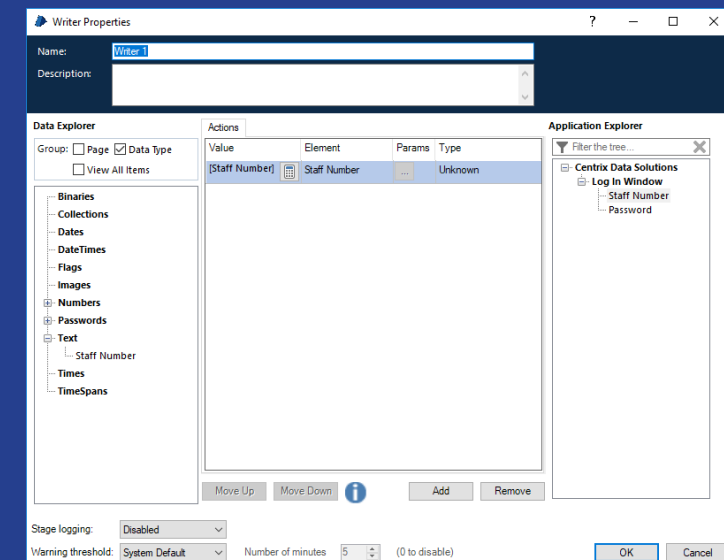 Writer Properties
Name: Writer 1
Description:
Data Explorer
Group: Page Data Type
View All Items
Binaries
Collections
Dates
DateTimes
Flags
Images
Numbers
Passwords
Text
Staff Number
Times
TimeSpans
Actions
Value Element Params Type
[Staff Number] Staff Number ... Unknown
Move Up Move Down Add Remove
Application Explorer
Filter the tree...
Centrix Data Solutions
Log In Window
Staff Number
Password
Stage logging: Disabled
Warning threshold: System Default Number of minutes 5 (0 to disable)
OK Cancel